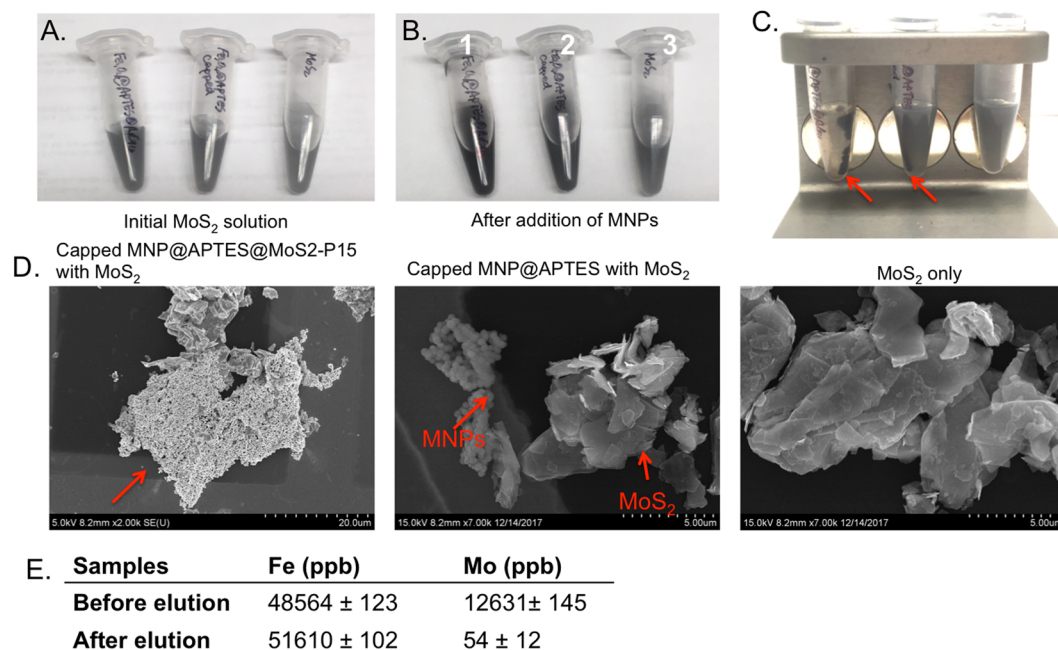 A.
B.
C.
1
2
3
MoS2
MoS2
Initial MoS₂ solution
After addition of MNPs
D.
Capped MNP@APTES@MoS2-P15
with MoS₂
Capped MNP@APTES with MoS₂
MoS₂ only
MNPs
MoS₂
5.0kV 8.2mm x2.00k SE(U)
20.0um
15.0kV 8.2mm x7.00k 12/14/2017
5.00um
15.0kV 8.2mm x7.00k 12/14/2017
5.00um
E.
Samples Fe (ppb) Mo (ppb)
Before elution 48564 ± 123 12631± 145
After elution 51610 ± 102 54 ± 12